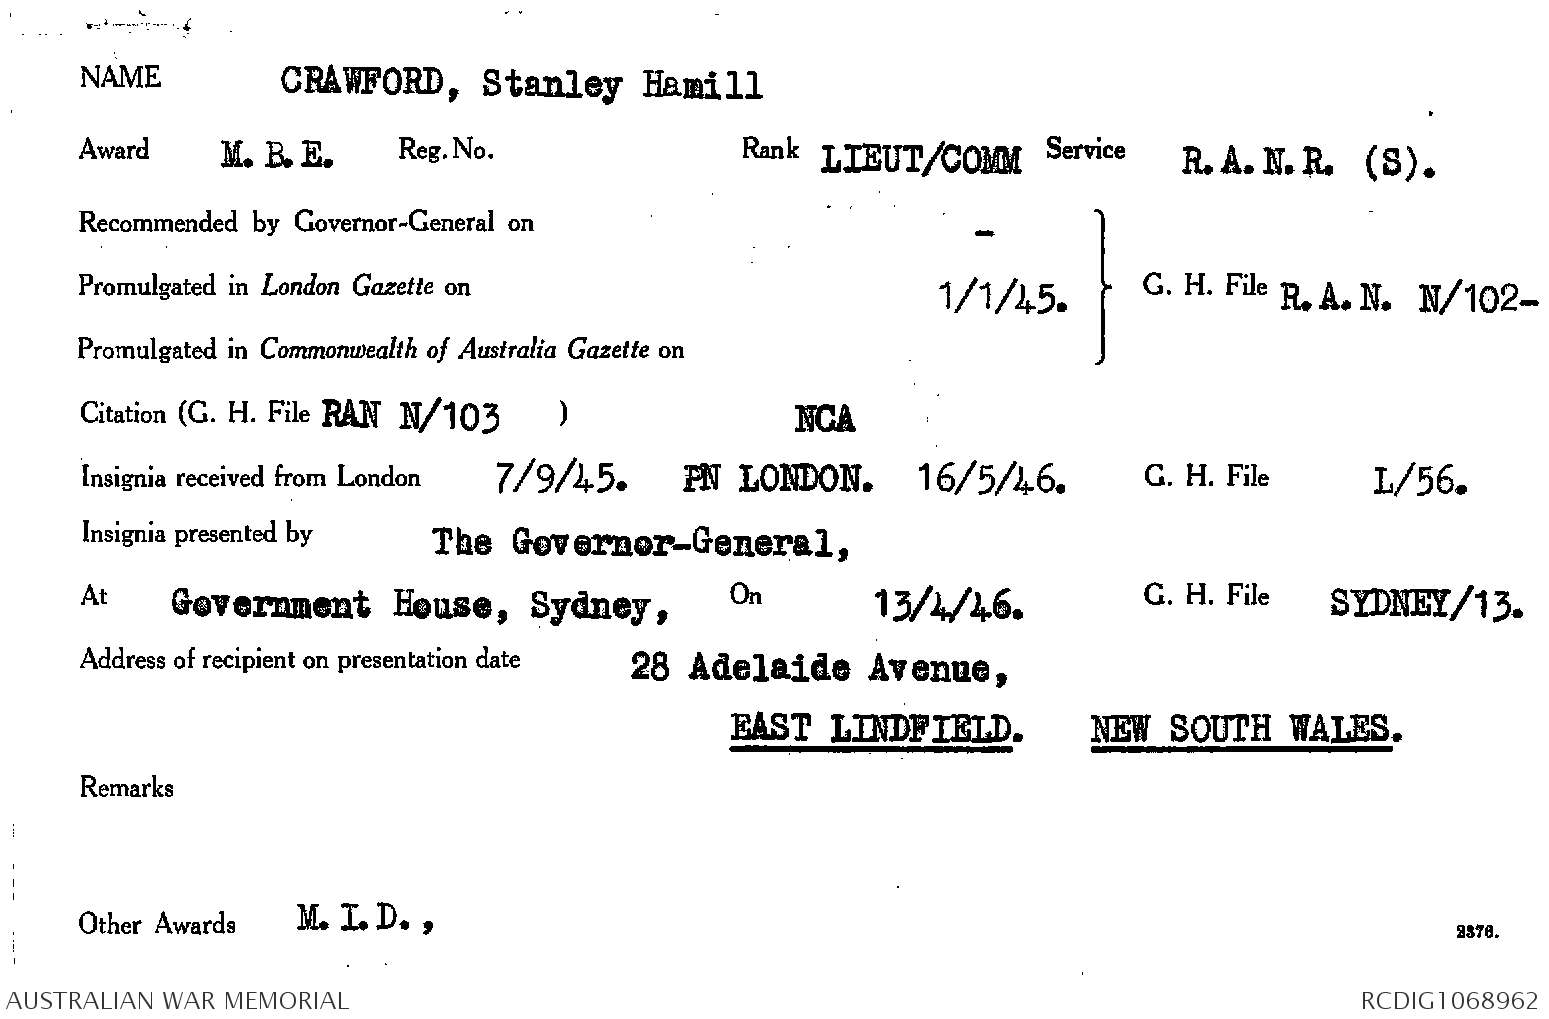 NAME CRAWFORD, Stanley Hamill
Award M.B.E. Reg. No. Rank LIEUT/COMM Service R.A.N.R. (S).
Recommended by Governor-General on -
Promulgated in London Gazette on 1/1/45. G. H. File R.A.N. N/102-
Promulgated in Commonwealth of Australia Gazette on
Citation (G. H. File RAN N/103 ) NCA
Insignia received from London 7/9/45. PN LONDON. 16/5/46. G. H. File L/56.
Insignia presented by The Governor-General,
At Government House, Sydney, On 13/4/46. G. H. File SYDNEY/13.
Address of recipient on presentation date 28 Adelaide Avenue,
EAST LINDFIELD. NEW SOUTH WALES.
Remarks
Other Awards M.I.D.,
2376.
AUSTRALIAN WAR MEMORIAL RCDIG1068962